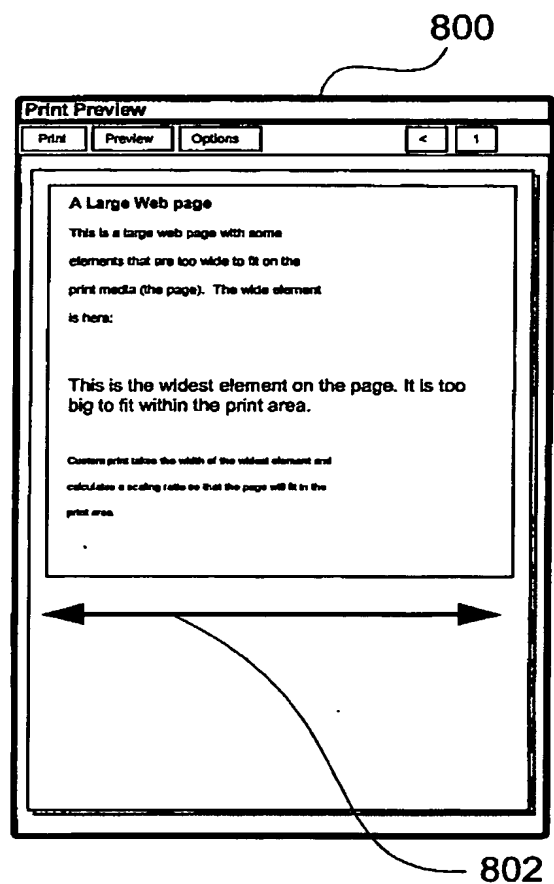 800
Print Preview
Print Preview Options < 1
A Large Web page
This is a large web page with some
elements that are too wide to fit on the
print media (the page). The wide element
is here:
This is the widest element on the page. It is too
big to fit within the print area.
Custom print takes the width of the widest element and
calculates a scaling ratio so that the page will fit in the
print area.
802